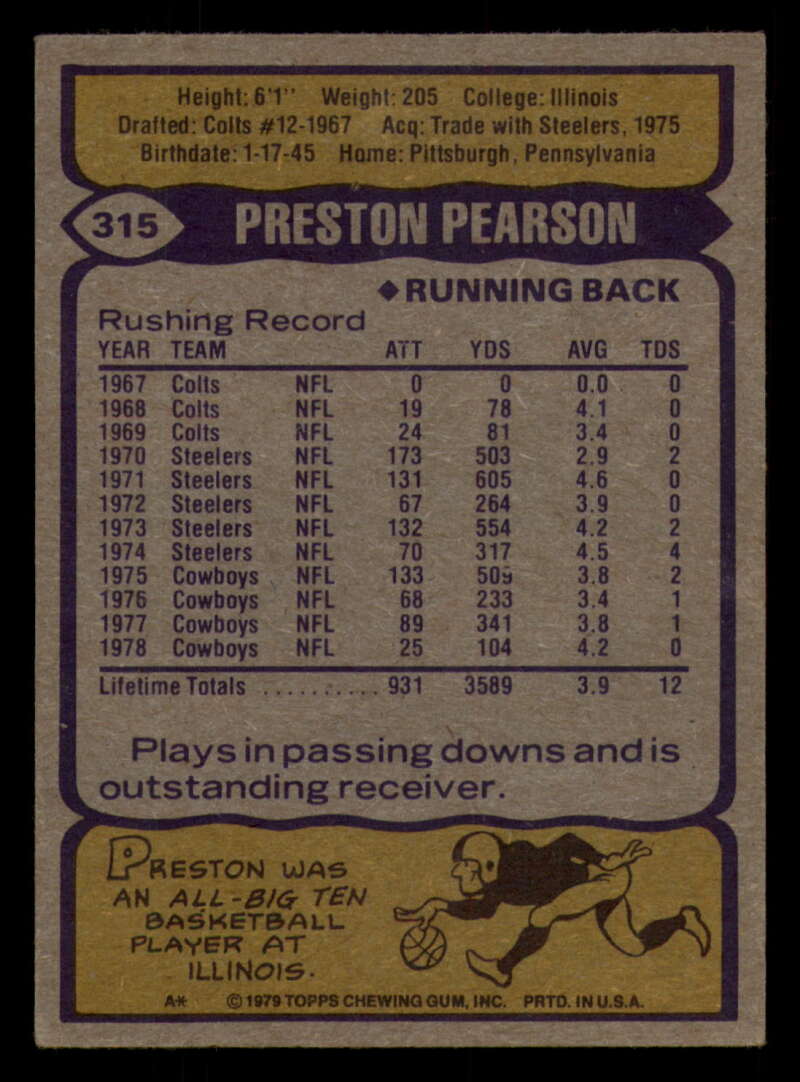 Height: 6'1" Weight: 205 College: Illinois
Drafted: Colts #12-1967 Acq: Trade with Steelers, 1975
Birthdate: 1-17-45 Home: Pittsburgh, Pennsylvania
315 PRESTON PEARSON
◆RUNNING BACK
Rushing Record
YEAR TEAM ATT YDS AVG TDS
1967 Colts NFL 0 0 0.0 0
1968 Colts NFL 19 78 4.1 0
1969 Colts NFL 24 81 3.4 0
1970 Steelers NFL 173 503 2.9 2
1971 Steelers NFL 131 605 4.6 0
1972 Steelers NFL 67 264 3.9 0
1973 Steelers NFL 132 554 4.2 2
1974 Steelers NFL 70 317 4.5 4
1975 Cowboys NFL 133 509 3.8 2
1976 Cowboys NFL 68 233 3.4 1
1977 Cowboys NFL 89 341 3.8 1
1978 Cowboys NFL 25 104 4.2 0
Lifetime Totals .......... 931 3589 3.9 12
Plays in passing downs and is
outstanding receiver.
PRESTON WAS
AN ALL-BIG TEN
BASKETBALL
PLAYER AT
ILLINOIS.
A* © 1979 TOPPS CHEWING GUM, INC. PRTD. IN U.S.A.